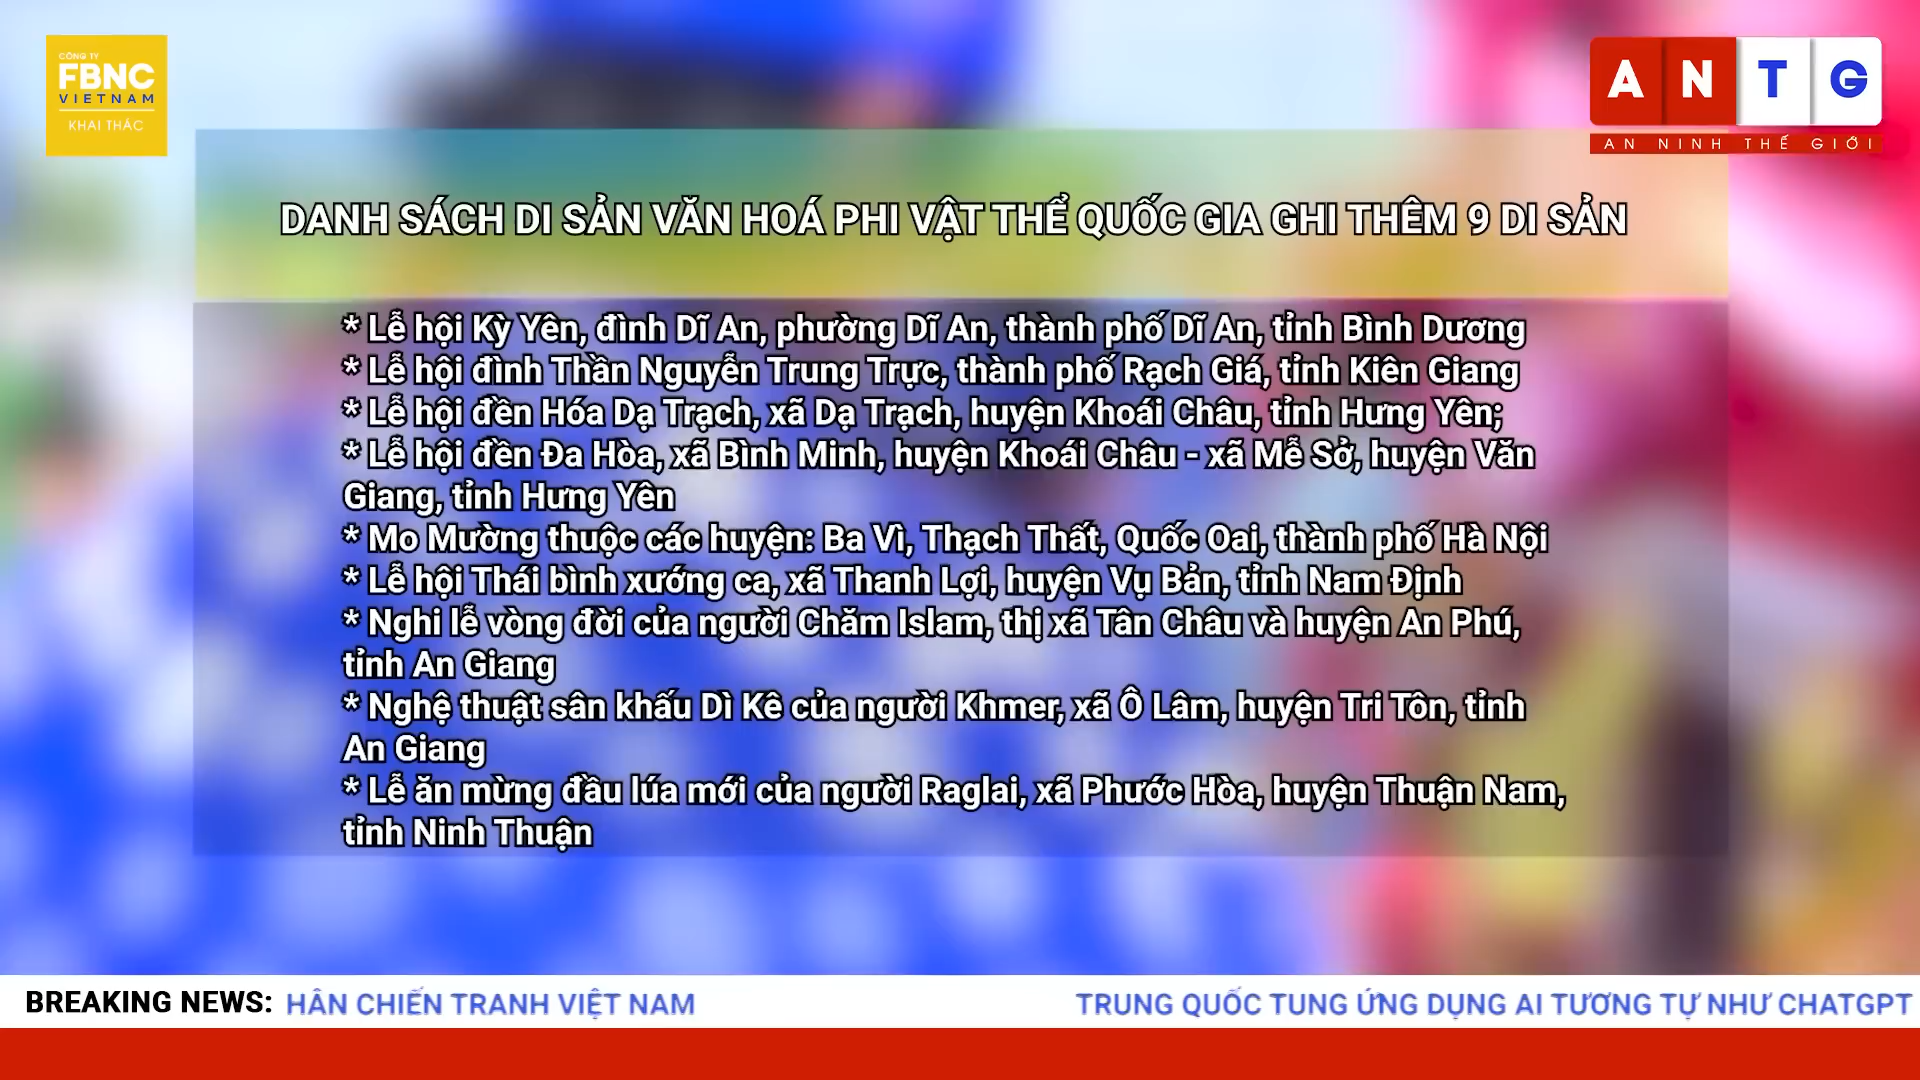 CÔNG TY
FBNC
VIETNAM
KHAI THÁC
ANTG
AN NINH THẾ GIỚI
DANH SÁCH DI SẢN VĂN HOÁ PHI VẬT THỂ QUỐC GIA GHI THÊM 9 DI SẢN
* Lễ hội Kỳ Yên, đình Dĩ An, phường Dĩ An, thành phố Dĩ An, tỉnh Bình Dương
* Lễ hội đình Thần Nguyễn Trung Trực, thành phố Rạch Giá, tỉnh Kiên Giang
* Lễ hội đền Hóa Dạ Trạch, xã Dạ Trạch, huyện Khoái Châu, tỉnh Hưng Yên;
* Lễ hội đền Đa Hòa, xã Bình Minh, huyện Khoái Châu - xã Mễ Sở, huyện Văn
Giang, tỉnh Hưng Yên
* Mo Mường thuộc các huyện: Ba Vì, Thạch Thất, Quốc Oai, thành phố Hà Nội
* Lễ hội Thái bình xướng ca, xã Thanh Lợi, huyện Vụ Bản, tỉnh Nam Định
* Nghi lễ vòng đời của người Chăm Islam, thị xã Tân Châu và huyện An Phú,
tỉnh An Giang
* Nghệ thuật sân khấu Dì Kê của người Khmer, xã Ô Lâm, huyện Tri Tôn, tỉnh
An Giang
* Lễ ăn mừng đầu lúa mới của người Raglai, xã Phước Hòa, huyện Thuận Nam,
tỉnh Ninh Thuận
BREAKING NEWS: HÂN CHIẾN TRANH VIỆT NAM TRUNG QUỐC TUNG ỨNG DỤNG AI TƯƠNG TỰ NHƯ CHATGPT